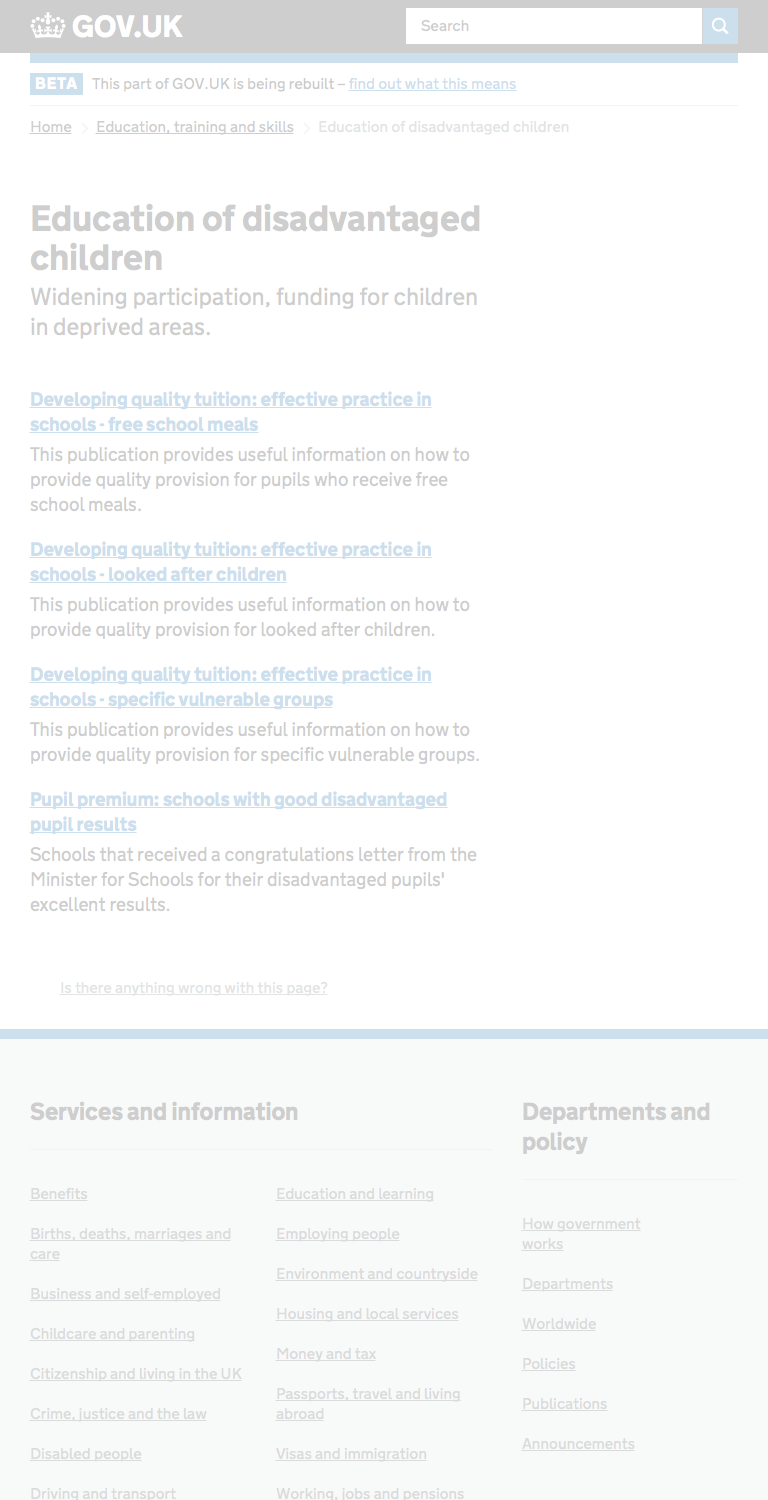 GOV.UK
Search
BETA This part of GOV.UK is being rebuilt – find out what this means
Home Education, training and skills Education of disadvantaged children
Education of disadvantaged
children
Widening participation, funding for children
in deprived areas.
Developing quality tuition: effective practice in
schools - free school meals
This publication provides useful information on how to
provide quality provision for pupils who receive free
school meals.
Developing quality tuition: effective practice in
schools - looked after children
This publication provides useful information on how to
provide quality provision for looked after children.
Developing quality tuition: effective practice in
schools - specific vulnerable groups
This publication provides useful information on how to
provide quality provision for specific vulnerable groups.
Pupil premium: schools with good disadvantaged
pupil results
Schools that received a congratulations letter from the
Minister for Schools for their disadvantaged pupils'
excellent results.
Is there anything wrong with this page?
Services and information
Benefits
Births, deaths, marriages and
care
Business and self-employed
Childcare and parenting
Citizenship and living in the UK
Crime, justice and the law
Disabled people
Driving and transport
Education and learning
Employing people
Environment and countryside
Housing and local services
Money and tax
Passports, travel and living
abroad
Visas and immigration
Working, jobs and pensions
Departments and
policy
How government
works
Departments
Worldwide
Policies
Publications
Announcements